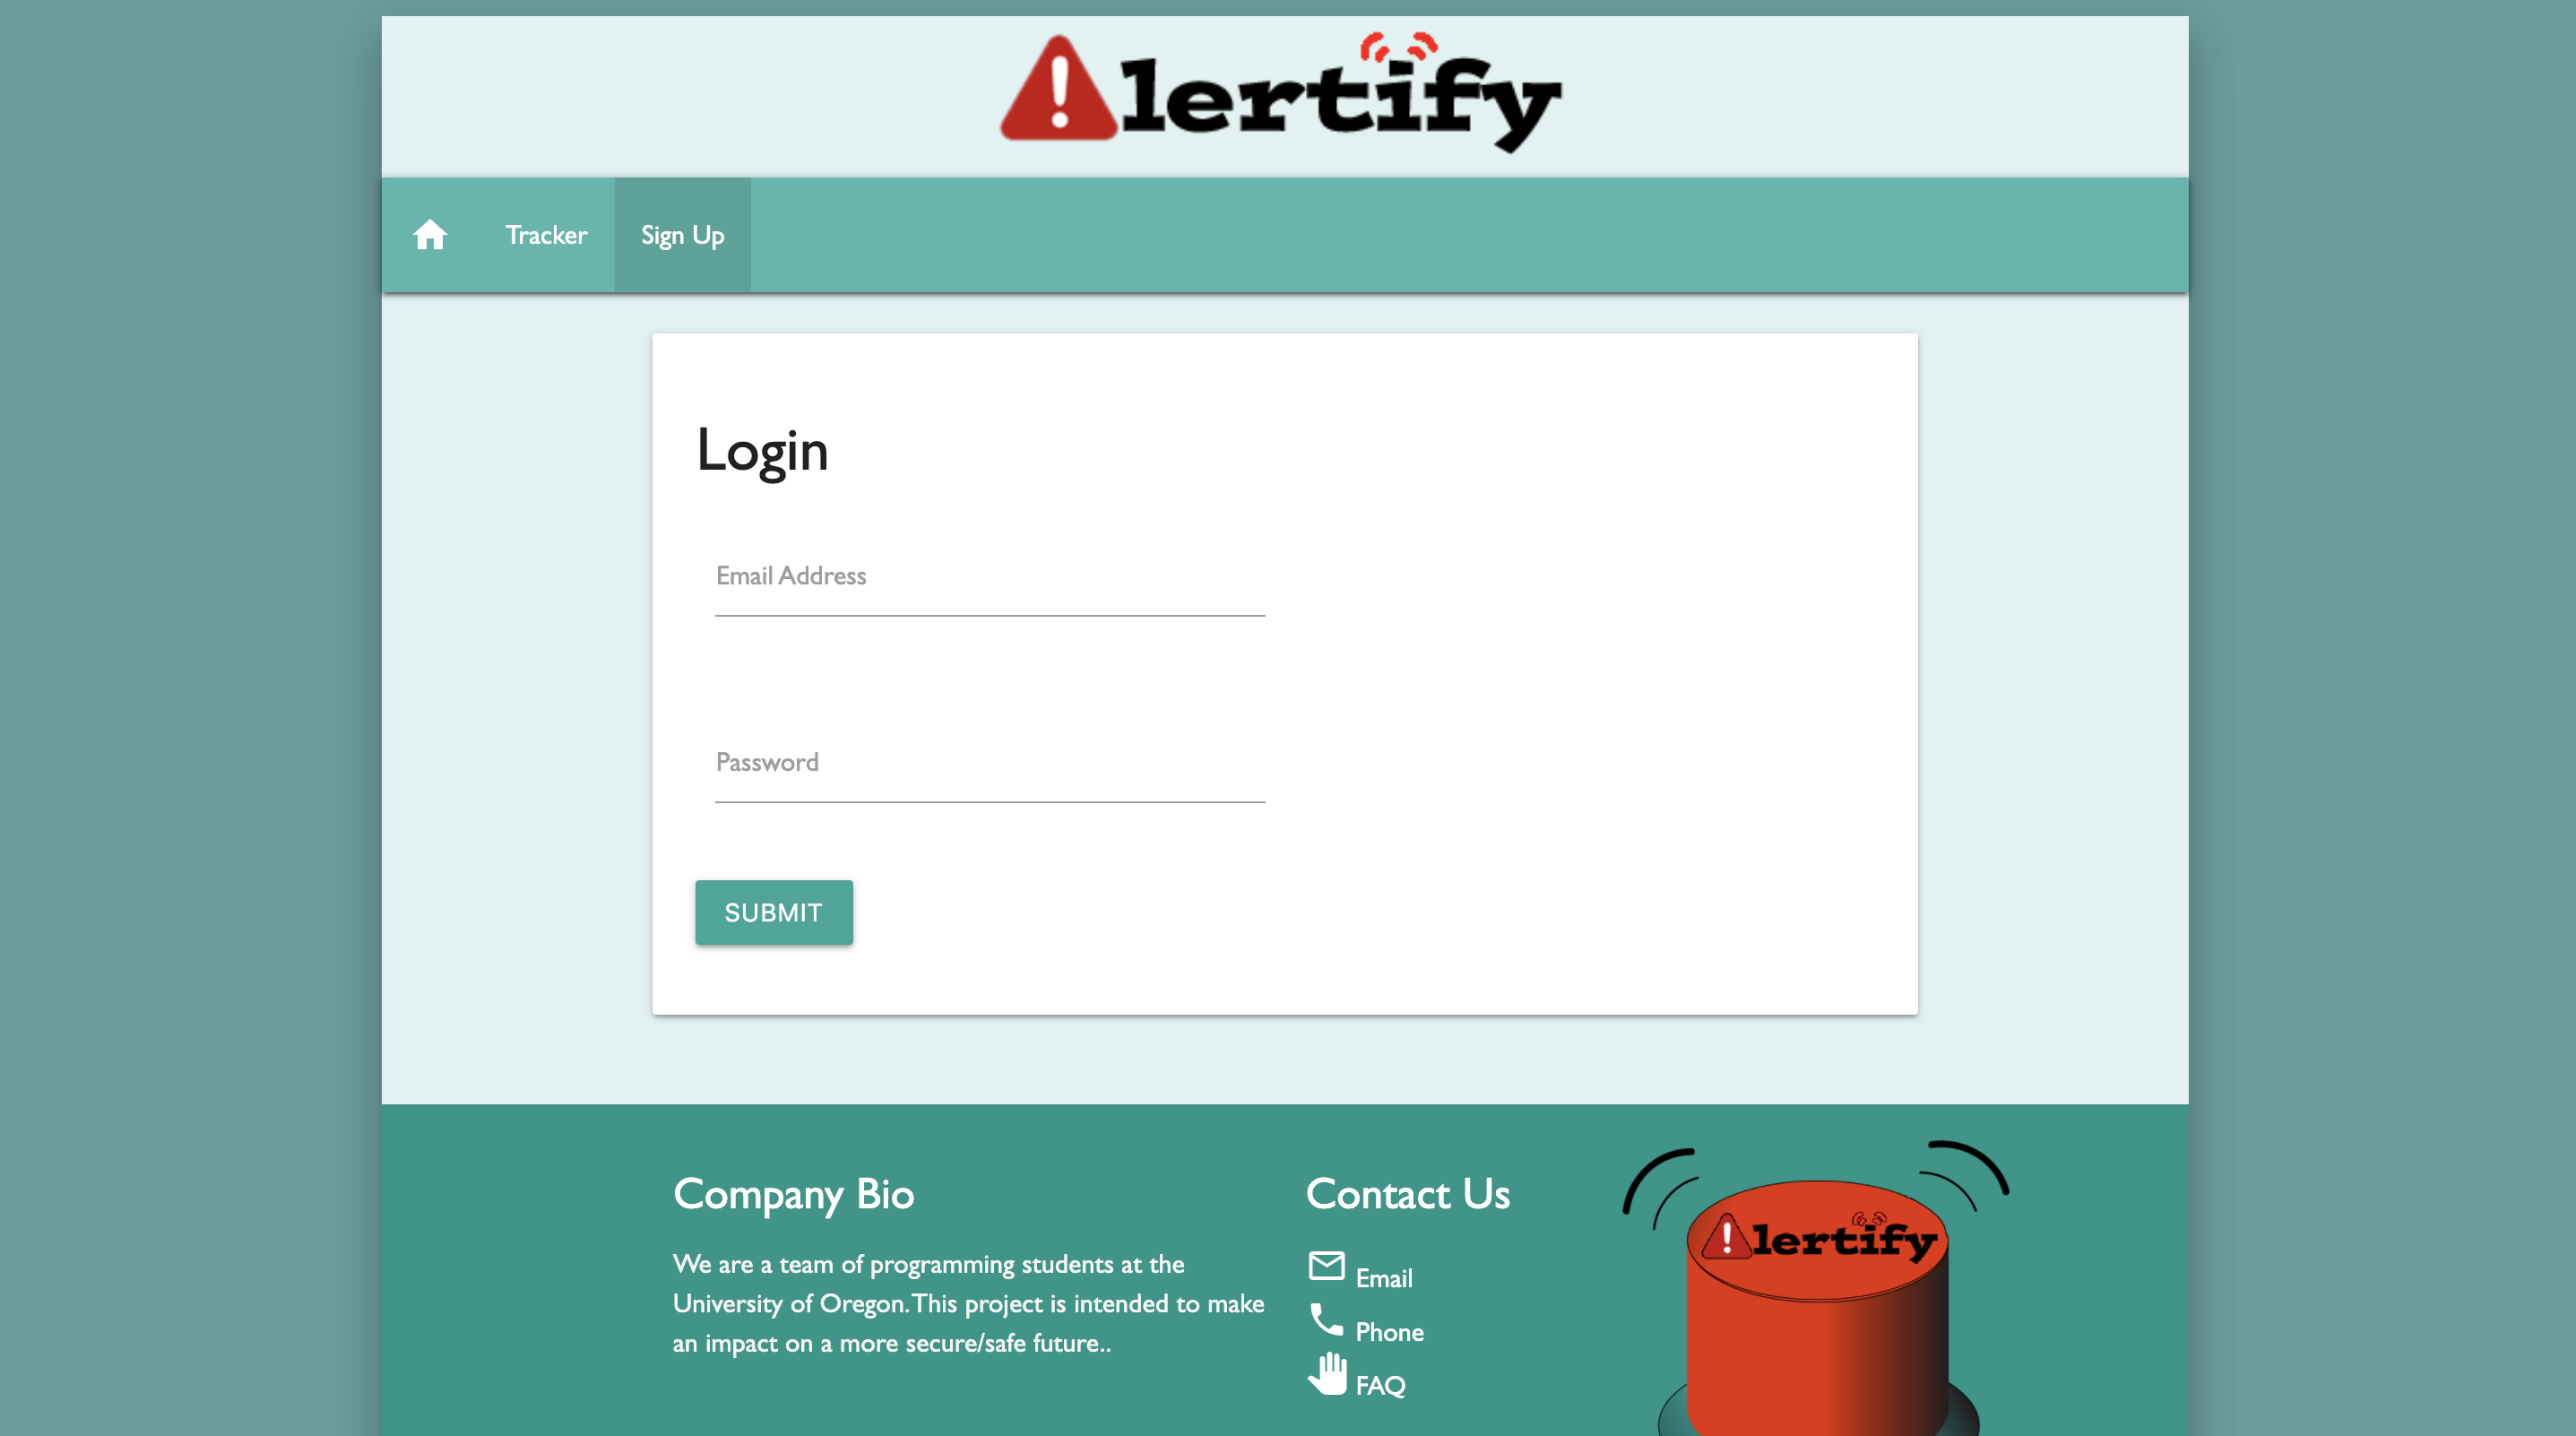 lertify
Tracker
Sign Up
Login
Email Address
Password
SUBMIT
Company Bio
We are a team of programming students at the
University of Oregon. This project is intended to make
an impact on a more secure/safe future..
Contact Us
Email
Phone
FAQ
lertify